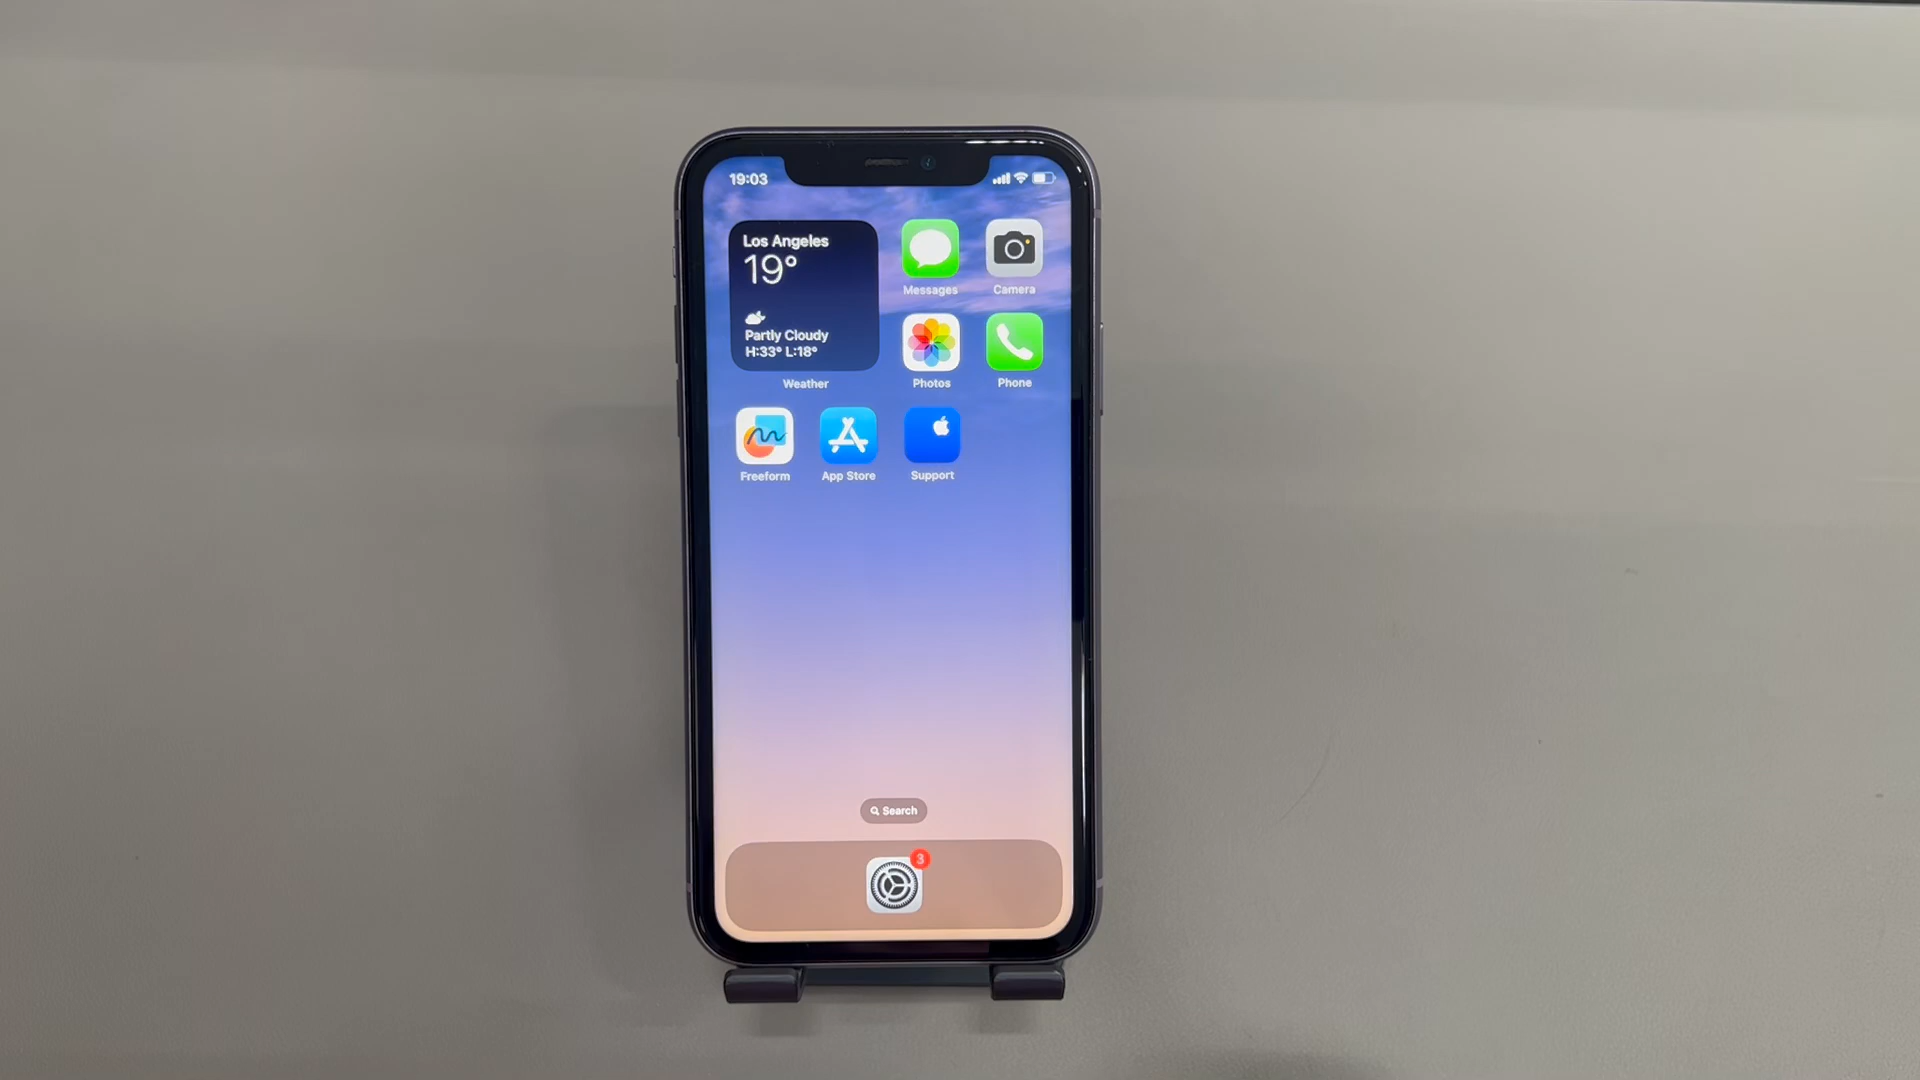 19:03
Los Angeles
19°
Partly Cloudy
H:33° L:18°
Weather
Messages
Camera
Photos
Phone
Freeform
App Store
Support
Search
3